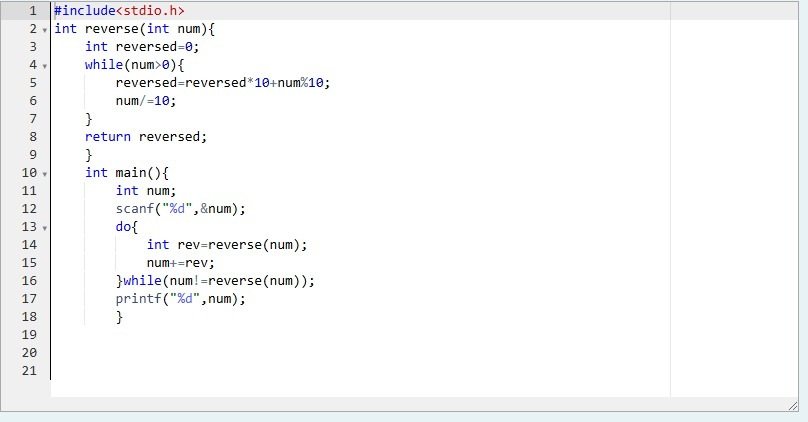 1 #include<stdio.h>
2 int reverse(int num){
3     int reversed=0;
4     while(num>0){
5         reversed=reversed*10+num%10;
6         num/=10;
7     }
8     return reversed;
9     }
10     int main(){
11         int num;
12         scanf("%d",&num);
13         do{
14             int rev=reverse(num);
15             num+=rev;
16         }while(num!=reverse(num));
17         printf("%d",num);
18         }
19
20
21